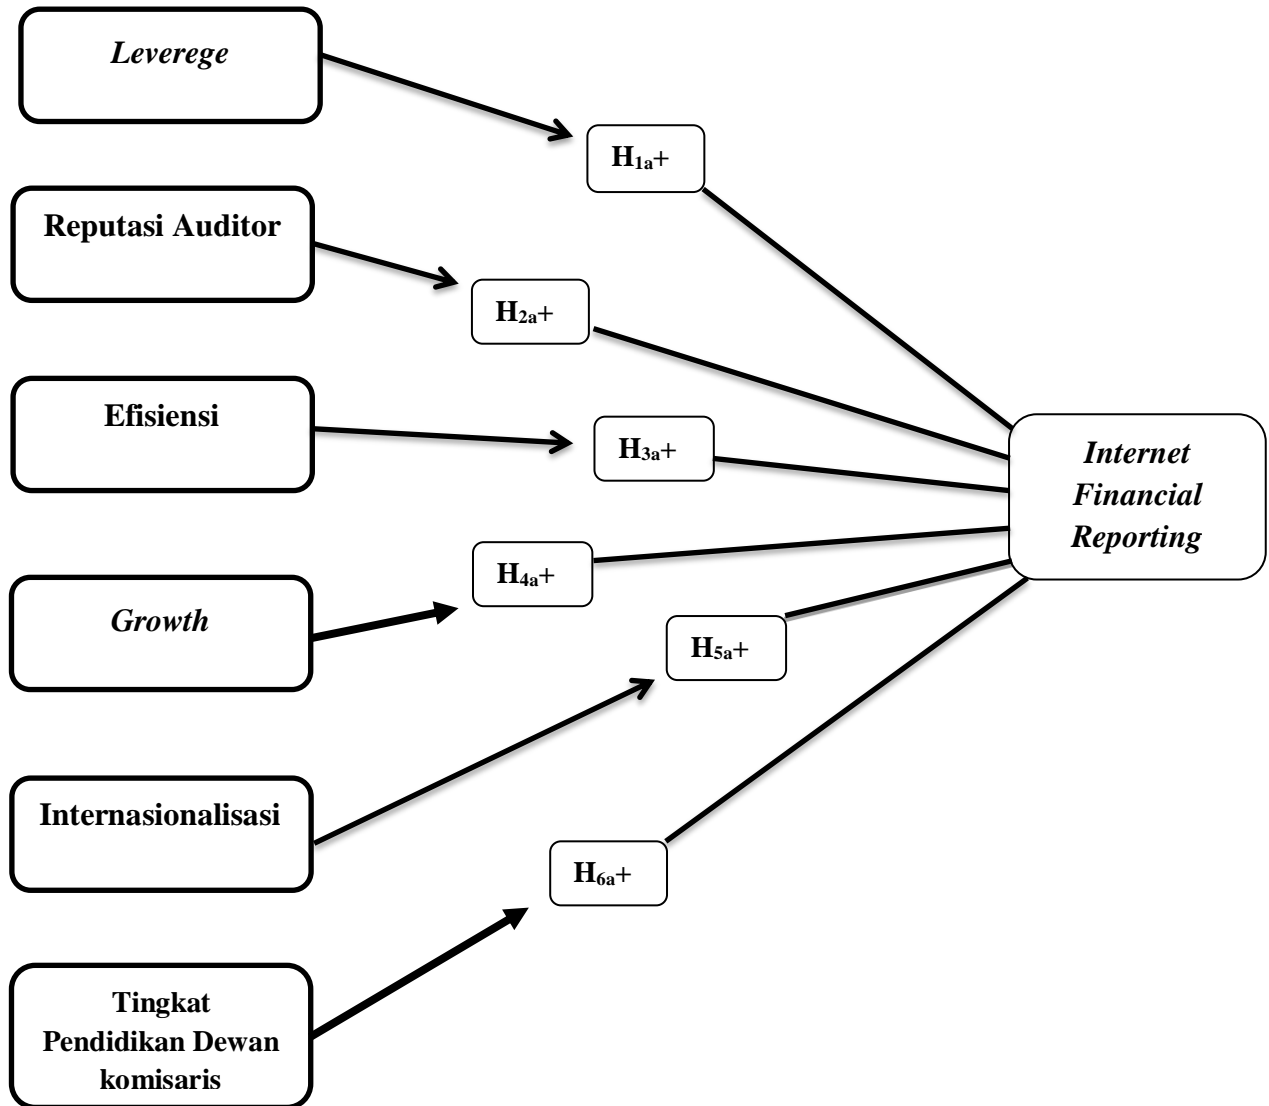 Leverege
H1a+
Reputasi Auditor
H2a+
Efisiensi
H3a+
Internet
Financial
Reporting
H4a+
Growth
H5a+
Internasionalisasi
H6a+
Tingkat
Pendidikan Dewan
komisaris